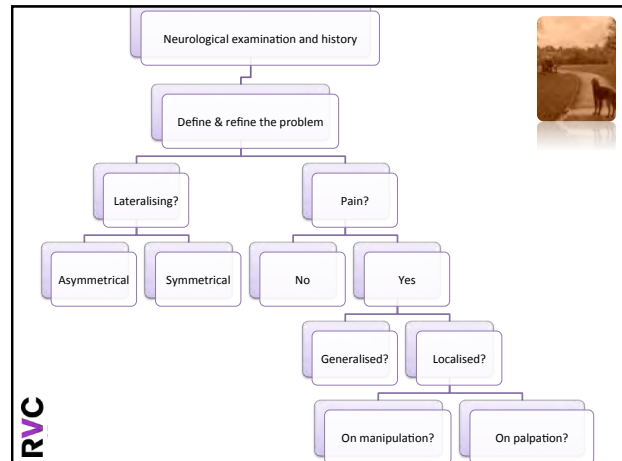 Neurological examination and history
Define & refine the problem
Lateralising?
Pain?
Asymmetrical
Symmetrical
No
Yes
Generalised?
Localised?
On manipulation?
On palpation?
RVC